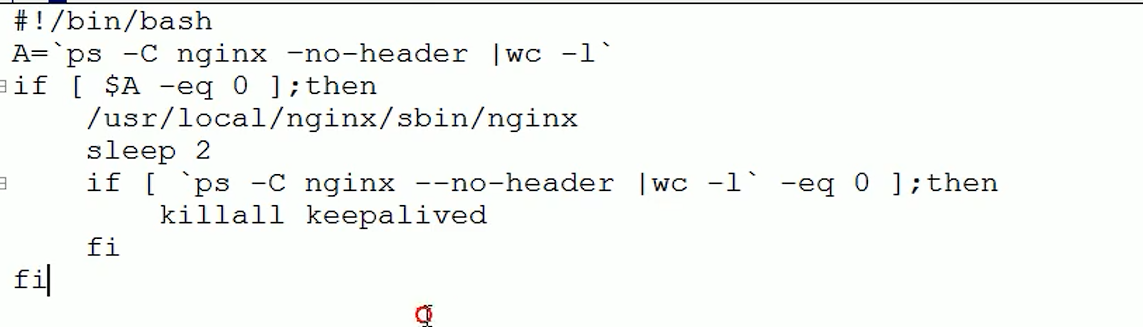 #!/bin/bash
A=`ps -C nginx –no-header |wc -l`
if [ $A -eq 0 ];then
/usr/local/nginx/sbin/nginx
sleep 2
if [ `ps -C nginx --no-header |wc -l` -eq 0 ];then
killall keepalived
fi
fi